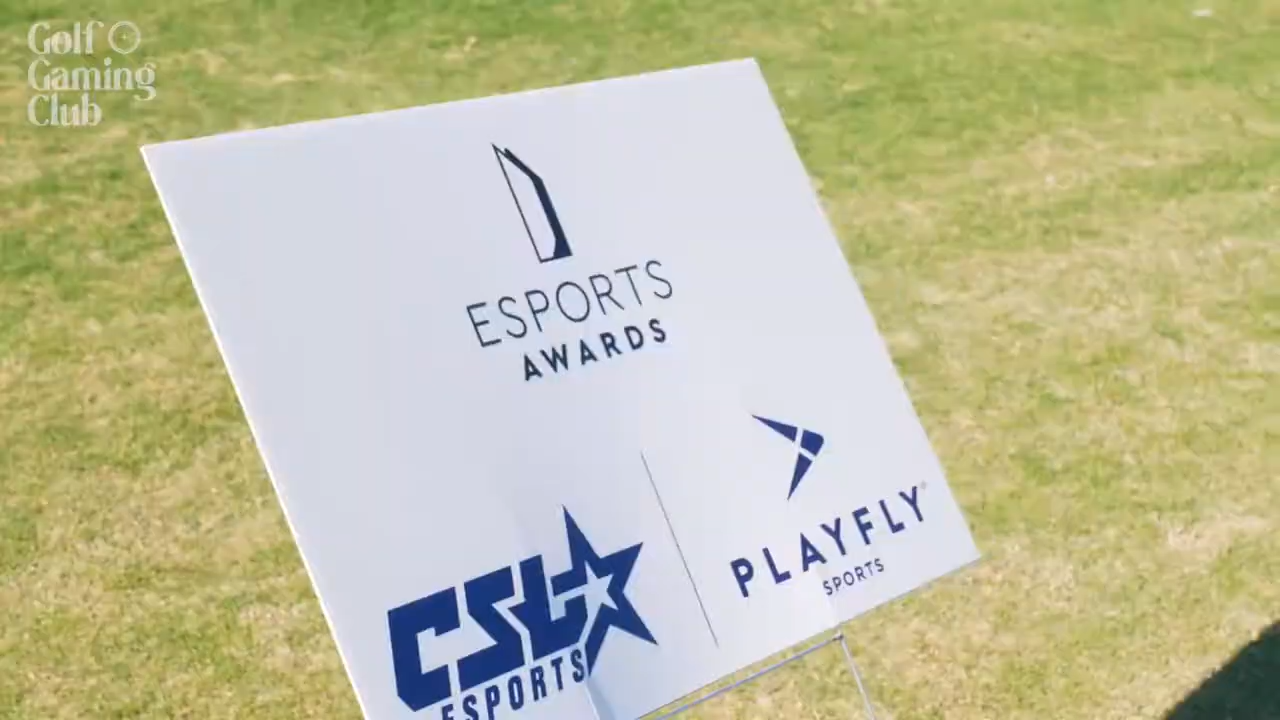 Golf
Gaming
Club
ESPORTS
AWARDS
CSL
ESPORTS
PLAYFLY
SPORTS